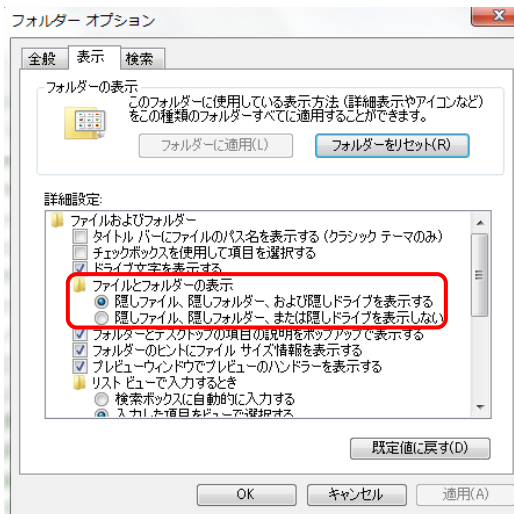 フォルダー オプション
全般 表示 検索
フォルダーの表示
このフォルダーに使用している表示方法（詳細表示やアイコンなど）
をこの種類のフォルダーすべてに適用することができます。
フォルダーに適用(L) フォルダーをリセット(R)
詳細設定:
ファイルおよびフォルダー
タイトル バーにファイルのパス名を表示する (クラシック テーマのみ)
チェックボックスを使用して項目を選択する
ドライブ文字を表示する
ファイルとフォルダーの表示
隠しファイル、隠しフォルダー、および隠しドライブを表示する
隠しファイル、隠しフォルダー、または隠しドライブを表示しない
フォルダーとデスクトップの項目の説明をポップアップで表示する
フォルダーのヒントにファイル サイズ情報を表示する
プレビューウィンドウでプレビューのハンドラーを表示する
リスト ビューで入力するとき
検索ボックスに自動的に入力する
入力した項目をビューで選択する
既定値に戻す(D)
OK キャンセル 適用(A)